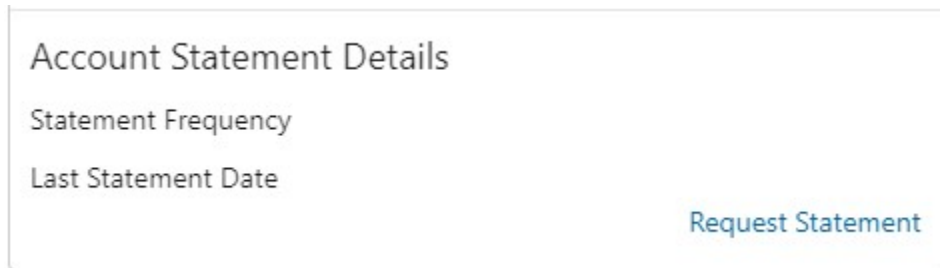 Account Statement Details
Statement Frequency
Last Statement Date
Request Statement